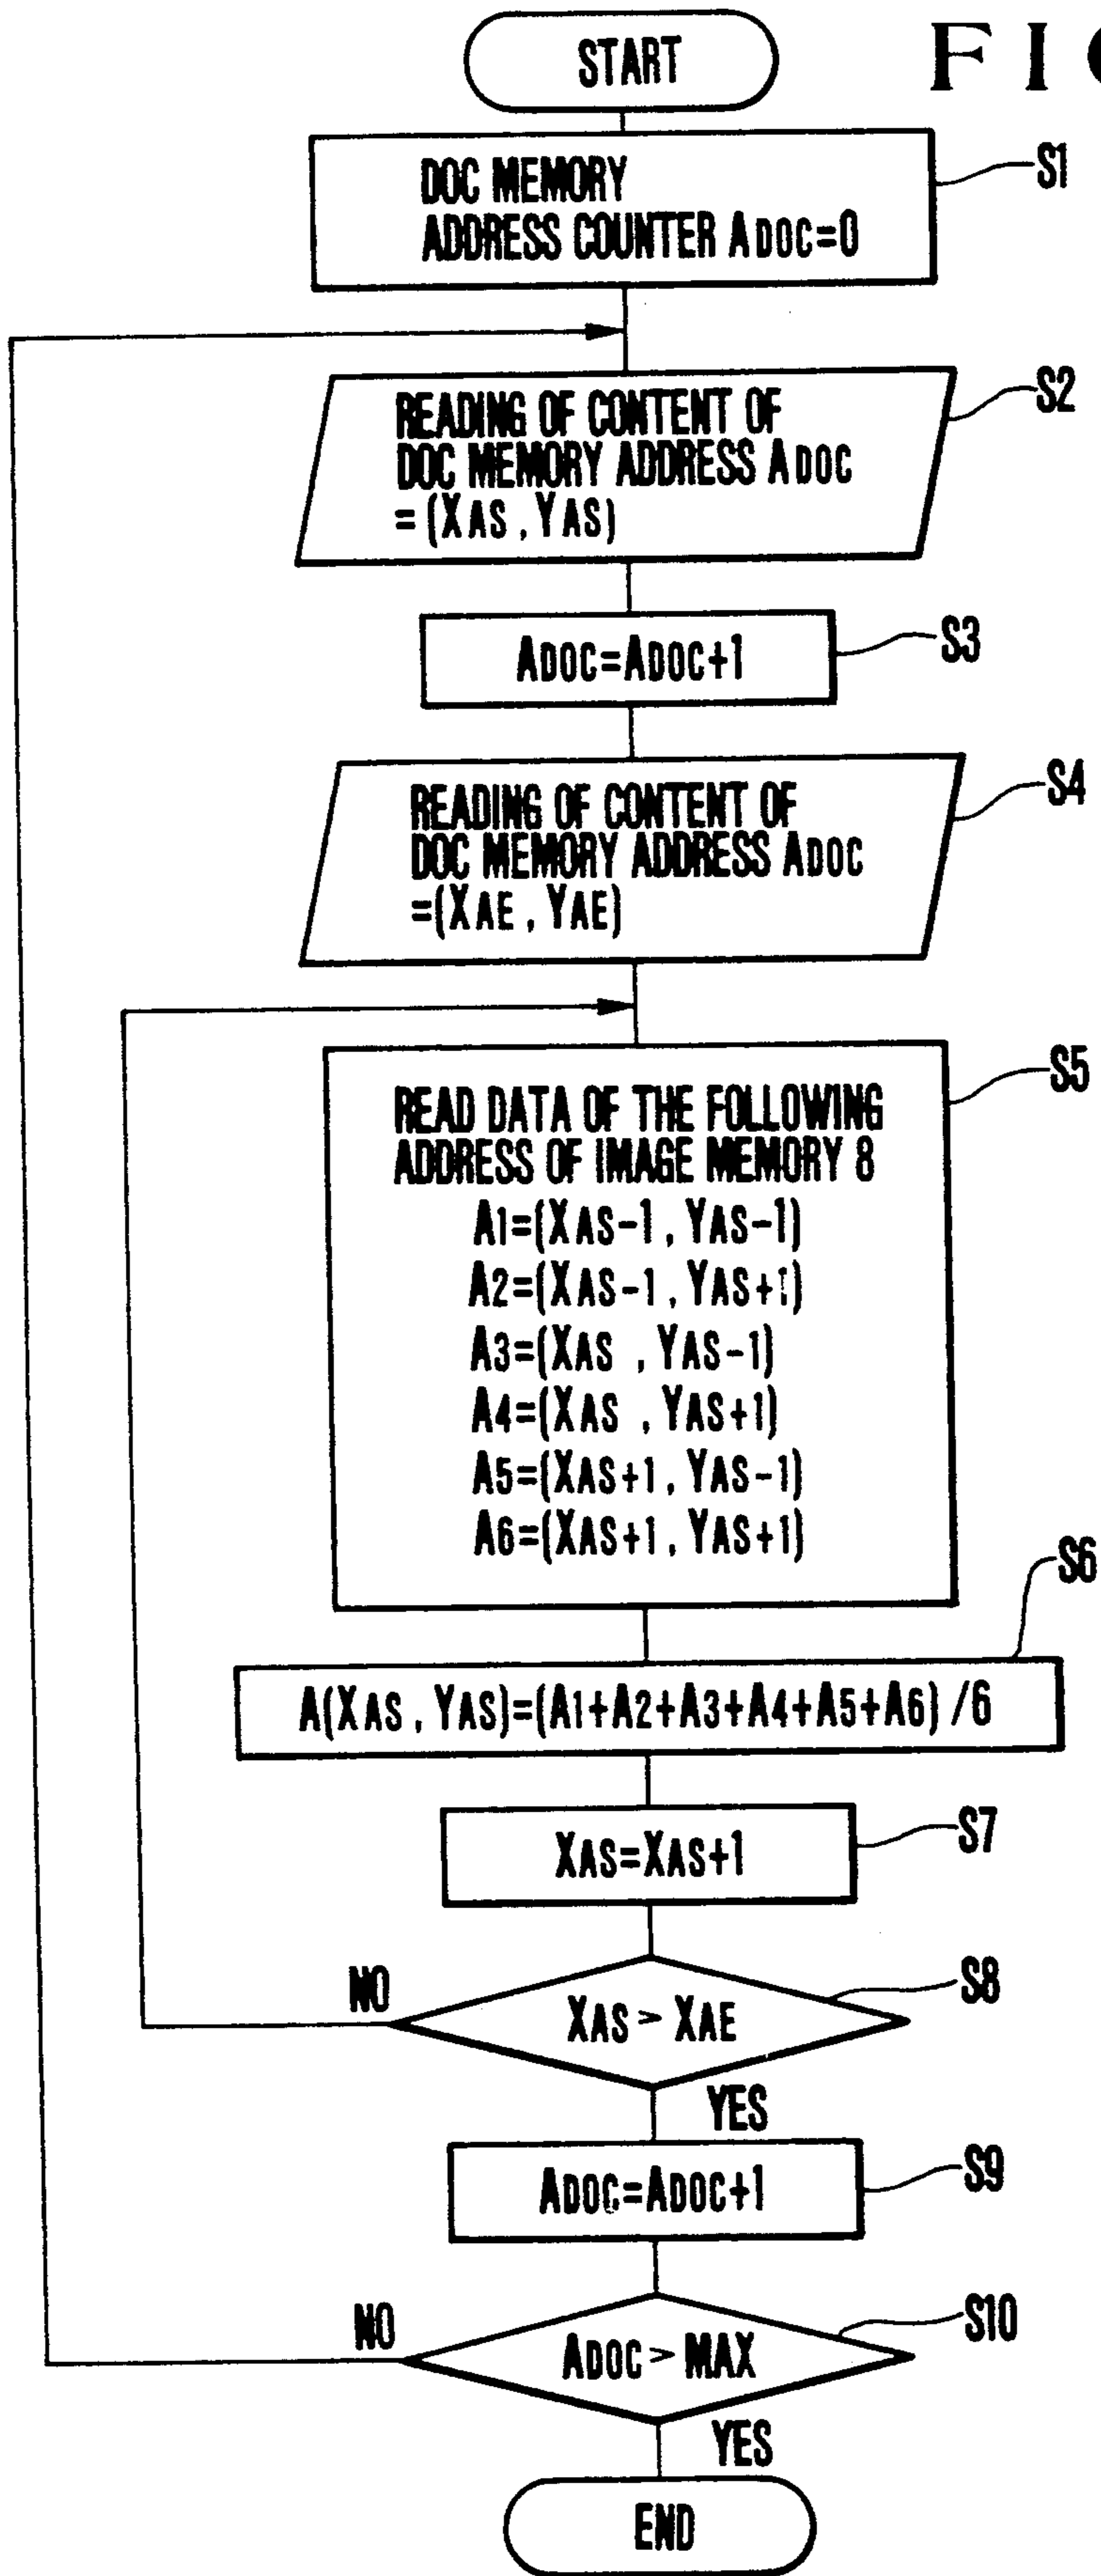 START
FIG
DOC MEMORY
ADDRESS COUNTER ADOC=0
S1
READING OF CONTENT OF
DOC MEMORY ADDRESS ADOC
=(XAS, YAS)
S2
ADOC=ADOC+1
S3
READING OF CONTENT OF
DOC MEMORY ADDRESS ADOC
=(XAE, YAE)
S4
READ DATA OF THE FOLLOWING
ADDRESS OF IMAGE MEMORY 8
A1=(XAS-1, YAS-1)
A2=(XAS-1, YAS+1)
A3=(XAS , YAS-1)
A4=(XAS , YAS+1)
A5=(XAS+1, YAS-1)
A6=(XAS+1, YAS+1)
S5
A(XAS, YAS)=(A1+A2+A3+A4+A5+A6)/6
S6
XAS=XAS+1
S7
NO
XAS > XAE
S8
YES
ADOC=ADOC+1
S9
NO
ADOC > MAX
S10
YES
END